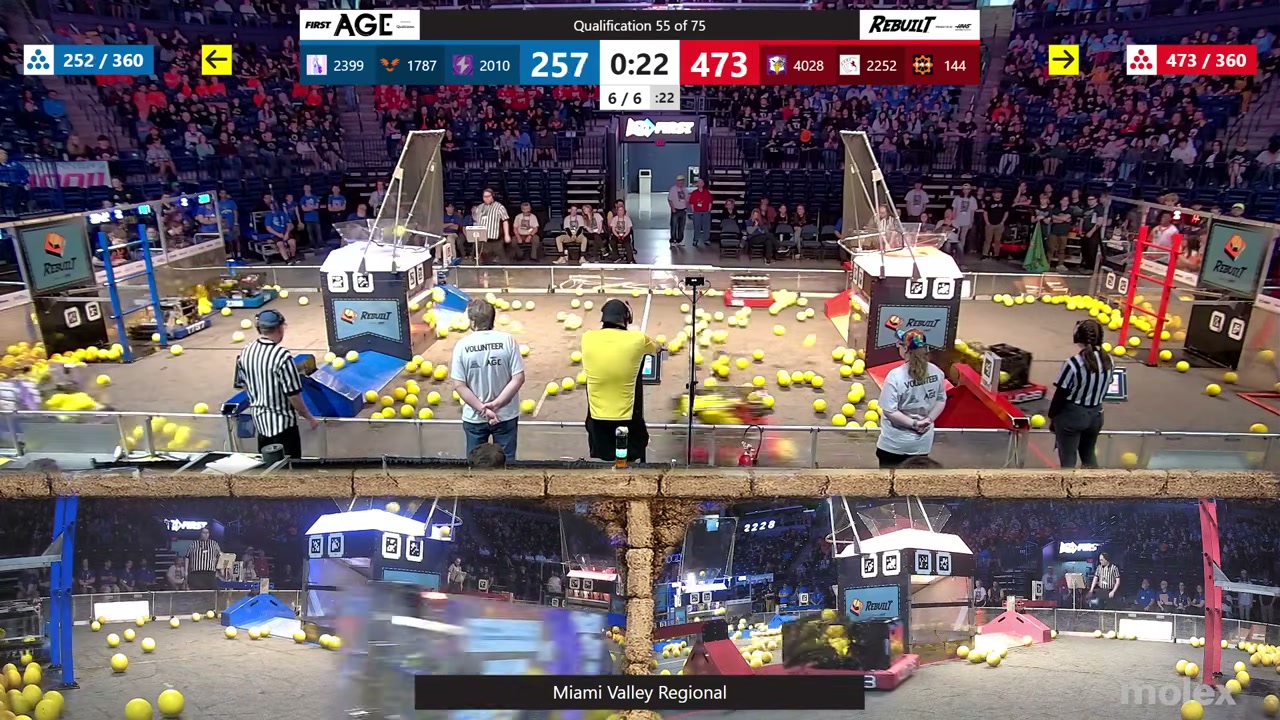 FIRST AGE
Qualification 55 of 75
REBUILT
252 / 360
2399
1787
2010
257
0:22
473
4028
2252
144
473 / 360
6 / 6
:22
FIRST
REBUILT
REBUILT
REBUILT
REBUILT
VOLUNTEER
AGE
VOLUNTEER
AGE
FIRST
2228
REBUILT
Miami Valley Regional
molex